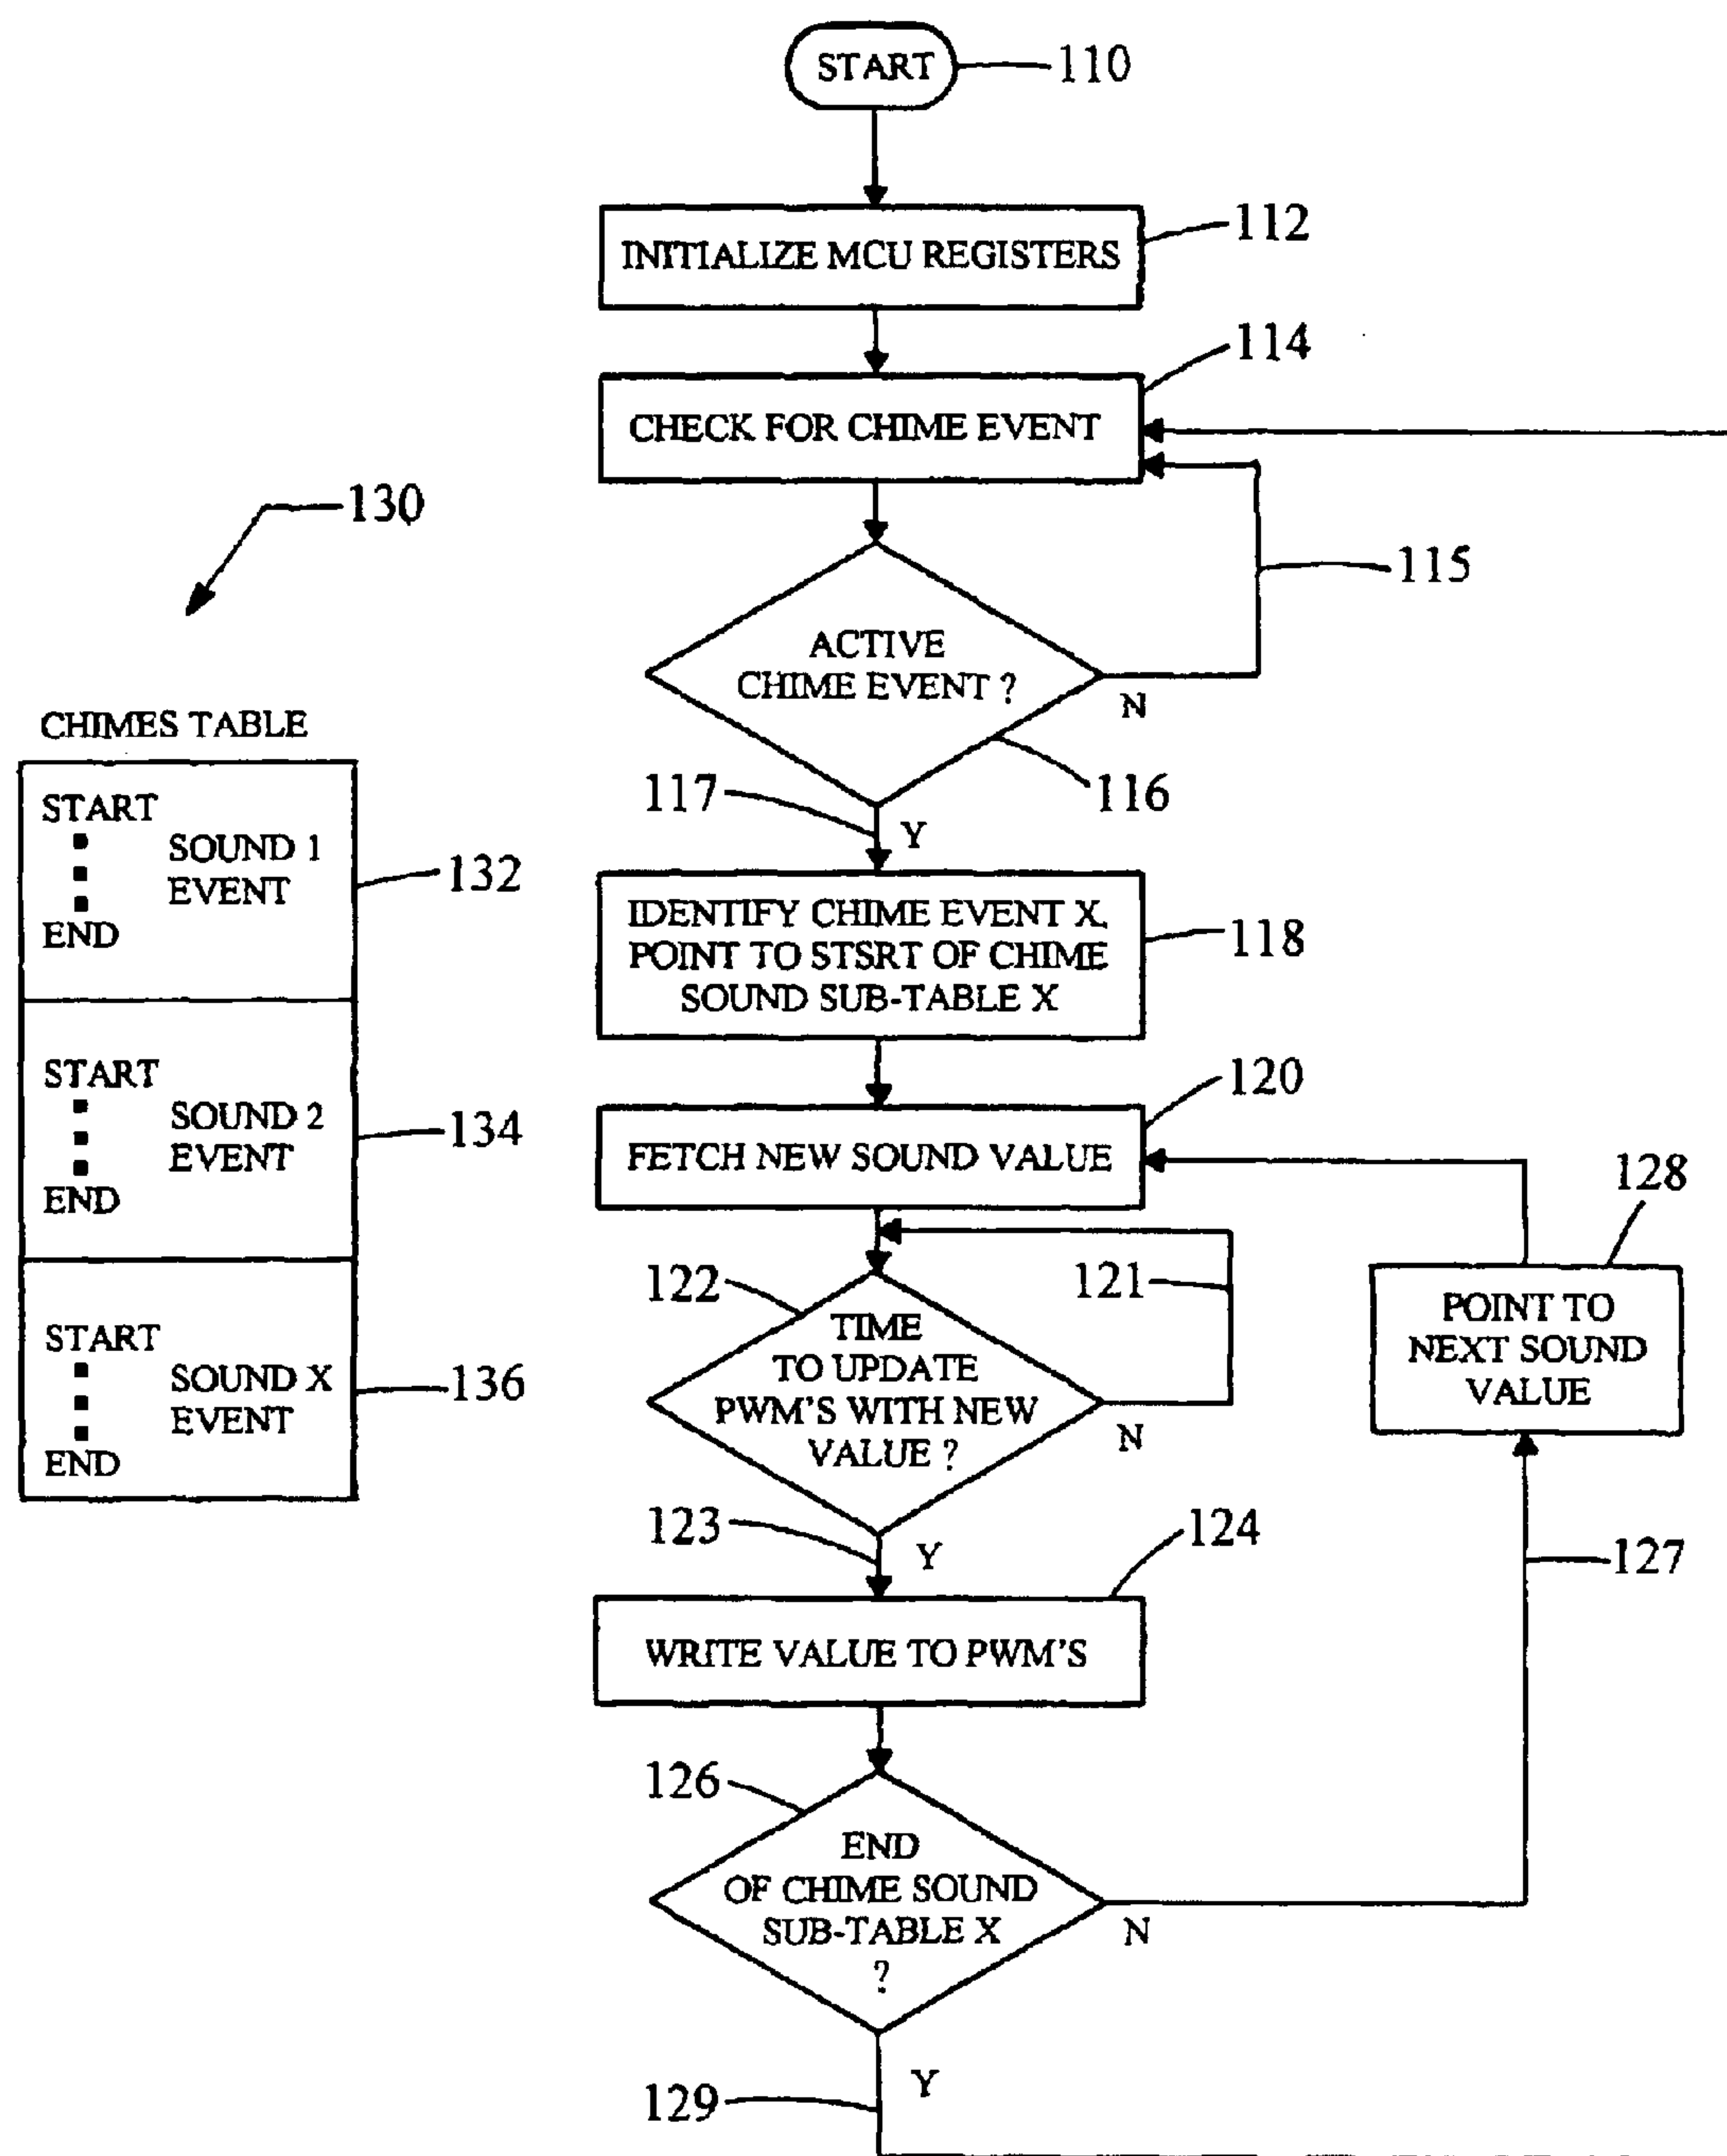 START
110
INITIALIZE MCU REGISTERS
112
CHECK FOR CHIME EVENT
114
115
ACTIVE
CHIME EVENT ?
N
116
117
Y
IDENTIFY CHIME EVENT X,
POINT TO STSRT OF CHIME
SOUND SUB-TABLE X
118
FETCH NEW SOUND VALUE
120
121
122
TIME
TO UPDATE
PWM'S WITH NEW
VALUE ?
N
123
Y
WRITE VALUE TO PWM'S
124
126
END
OF CHIME SOUND
SUB-TABLE X
?
N
127
POINT TO
NEXT SOUND
VALUE
128
Y
129
130
CHIMES TABLE
START
SOUND 1
EVENT
END
132
START
SOUND 2
EVENT
END
134
START
SOUND X
EVENT
END
136